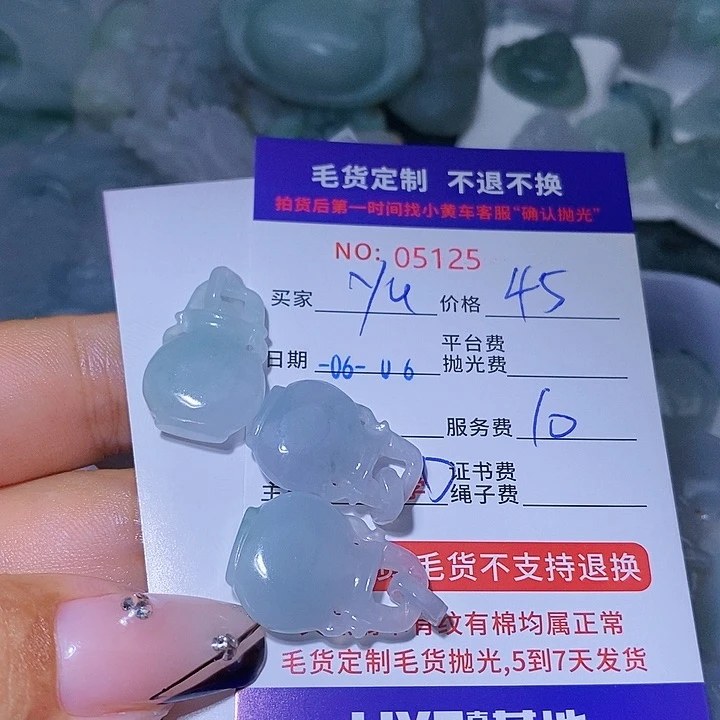 毛货定制 不退不换
拍货后第一时间找小黄车客服“确认抛光”
NO: 05125
买家 Yu 价格 45
日期 -06-06 平台费
抛光费
服务费 10
证书费
绳子费
毛货不支持退换
有纹有棉均属正常
毛货定制毛货抛光,5到7天发货